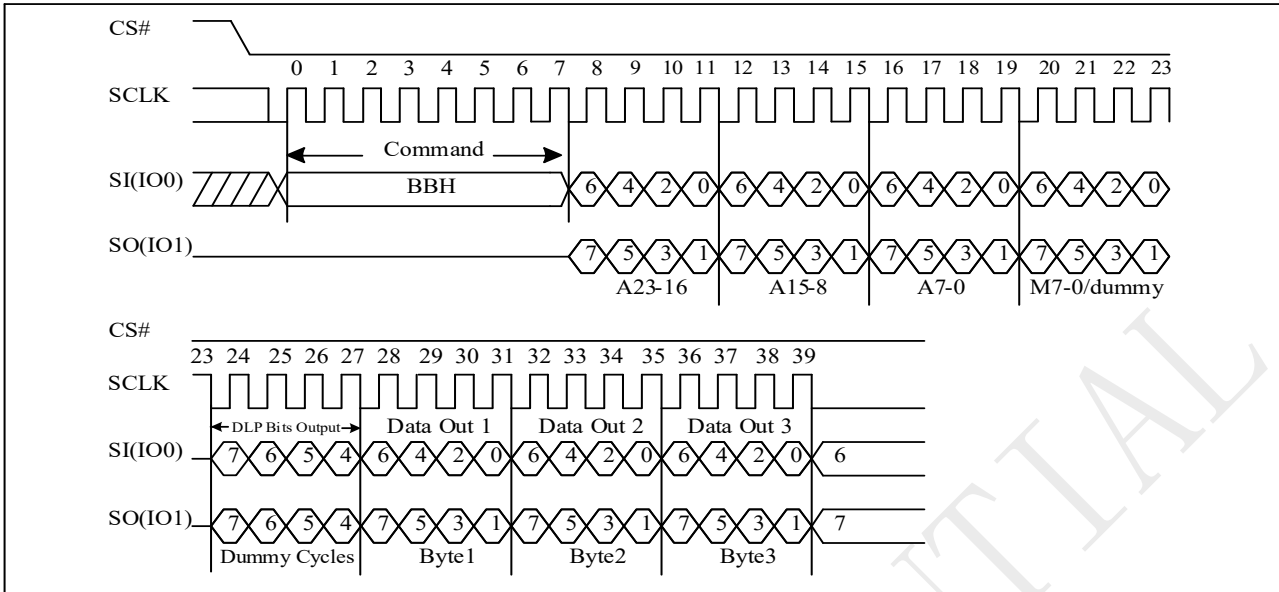 CS#
0 1 2 3 4 5 6 7 8 9 10 11 12 13 14 15 16 17 18 19 20 21 22 23
SCLK
Command
SI(IO0) BBH 6 4 2 0 6 4 2 0 6 4 2 0 6 4 2 0
SO(IO1) 7 5 3 1 7 5 3 1 7 5 3 1 7 5 3 1
A23-16 A15-8 A7-0 M7-0/dummy
CS#
23 24 25 26 27 28 29 30 31 32 33 34 35 36 37 38 39
SCLK
DLP Bits Output Data Out 1 Data Out 2 Data Out 3
SI(IO0) 7 6 5 4 6 4 2 0 6 4 2 0 6 4 2 0 6
SO(IO1) 7 6 5 4 7 5 3 1 7 5 3 1 7 5 3 1 7
Dummy Cycles Byte1 Byte2 Byte3
NTIAL